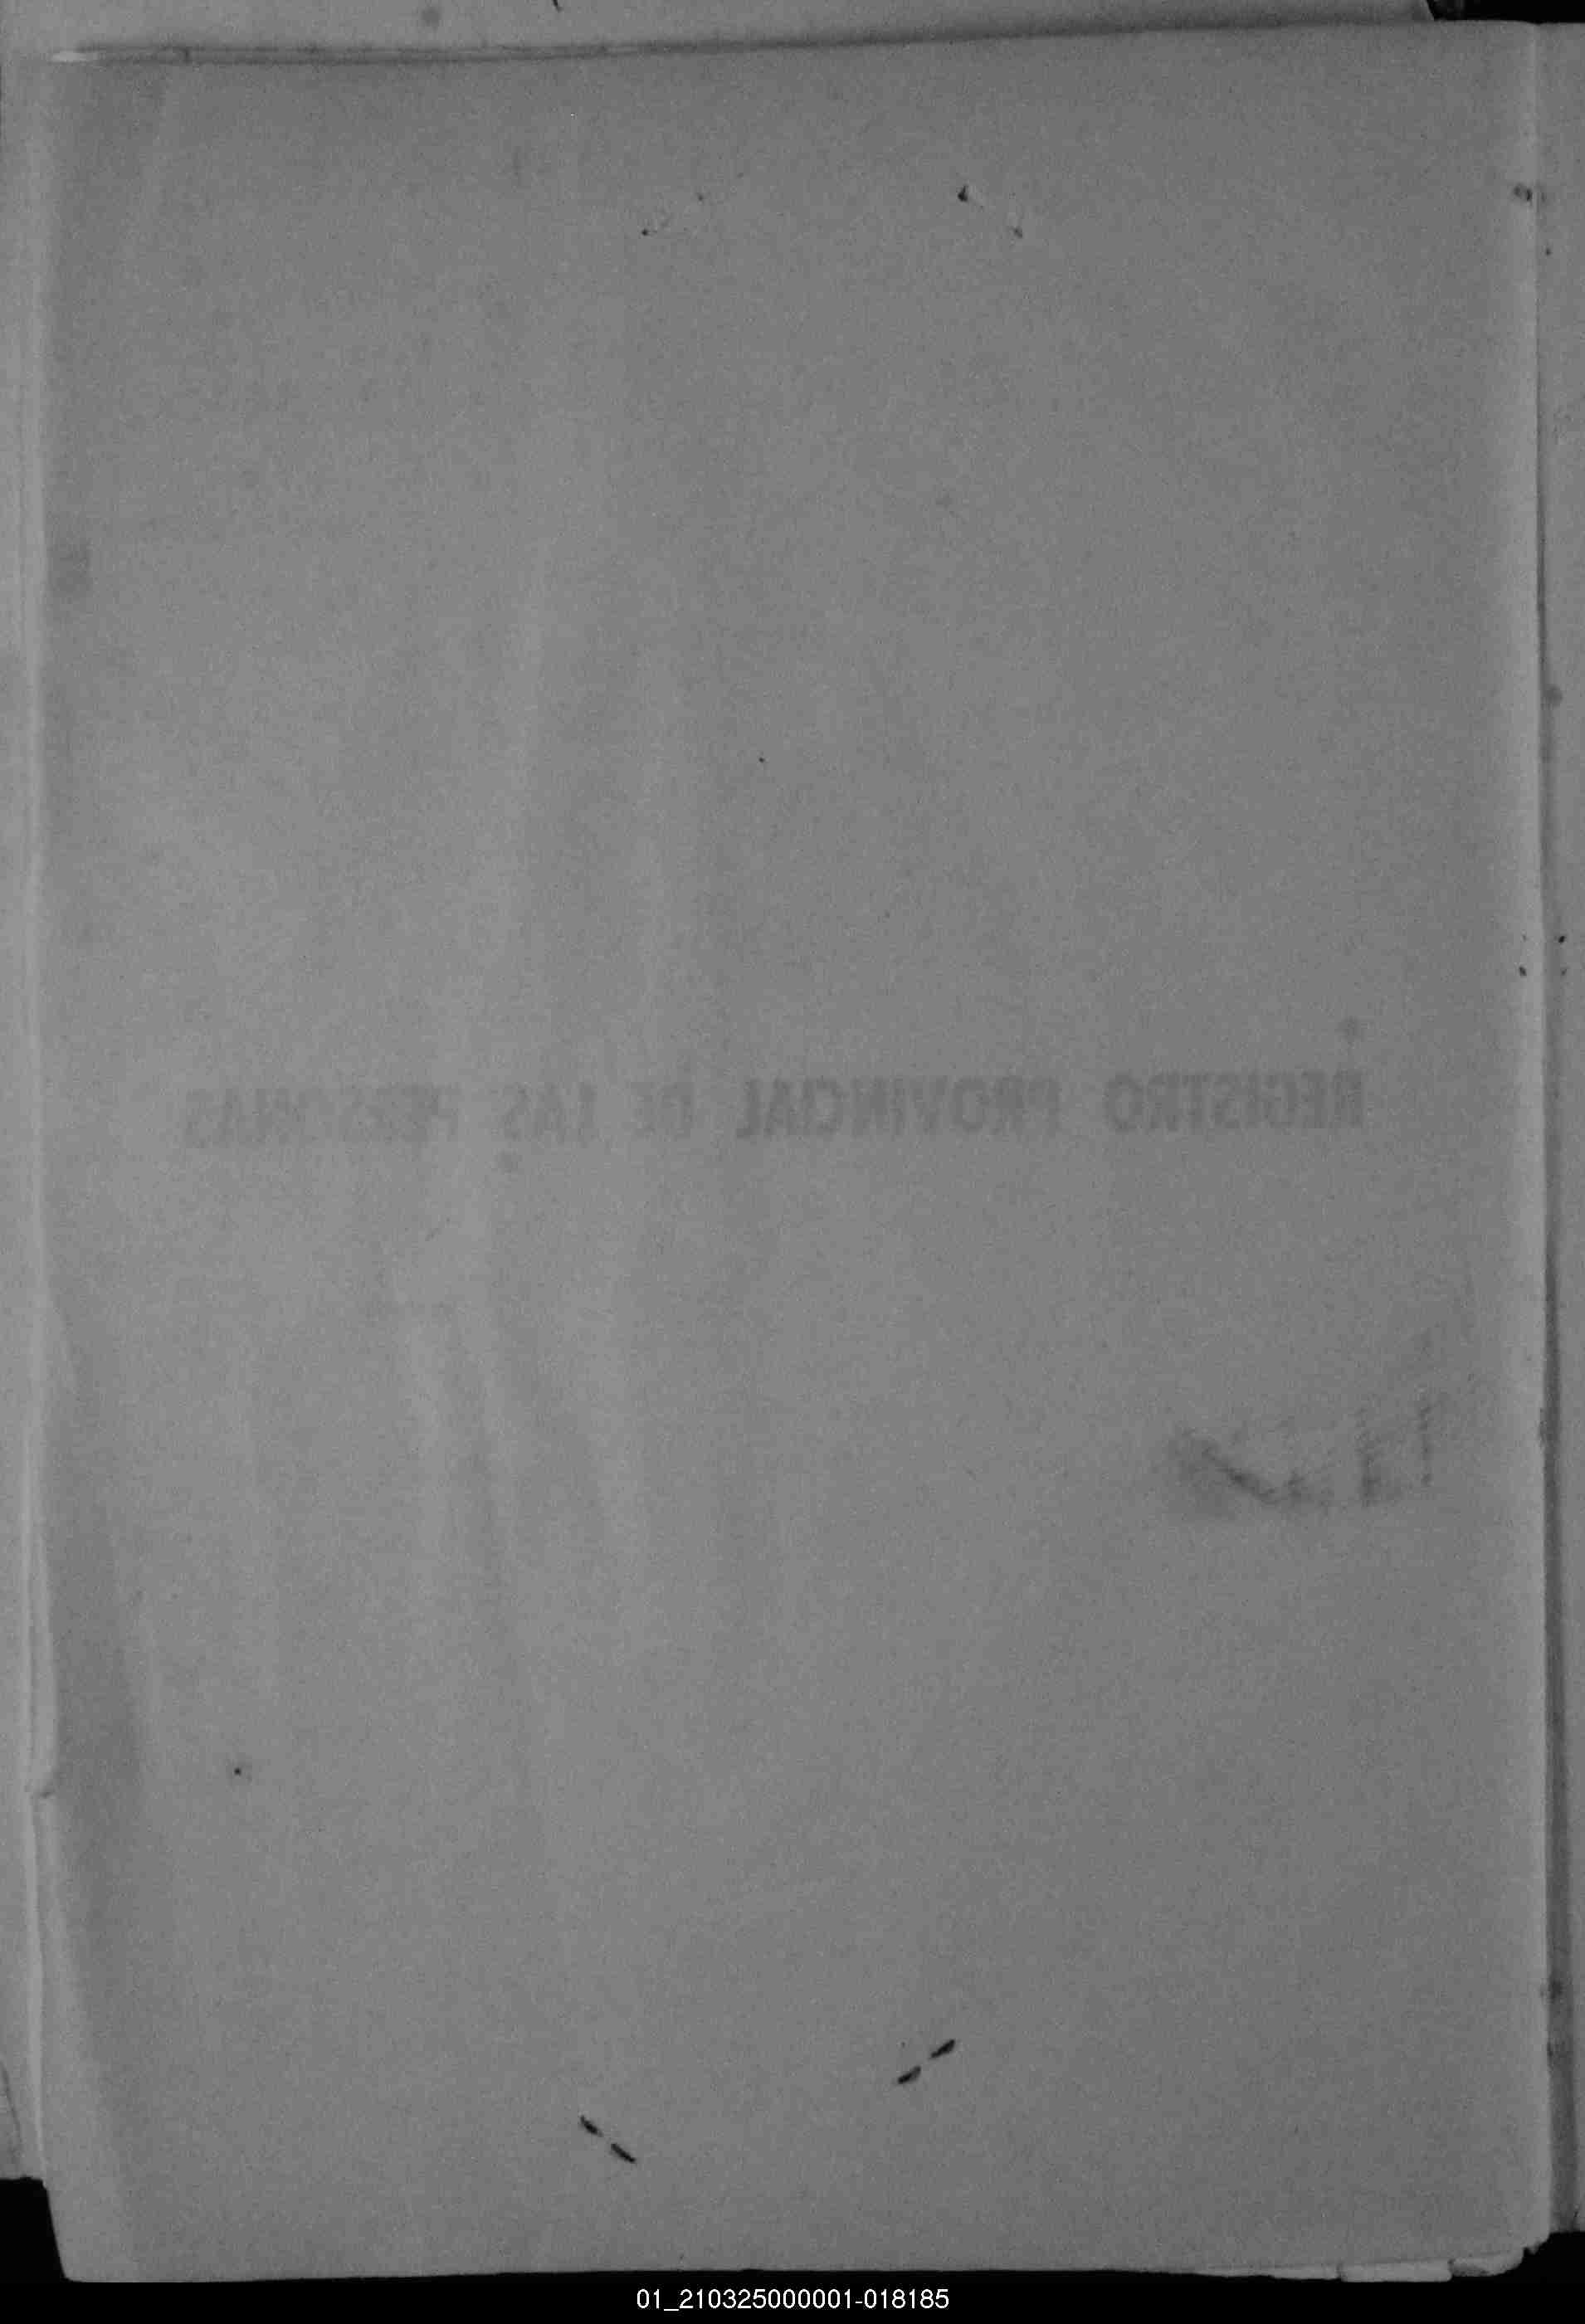 REGISTRO PROVINCIAL DE LAS PERSONAS
01_210325000001-018185